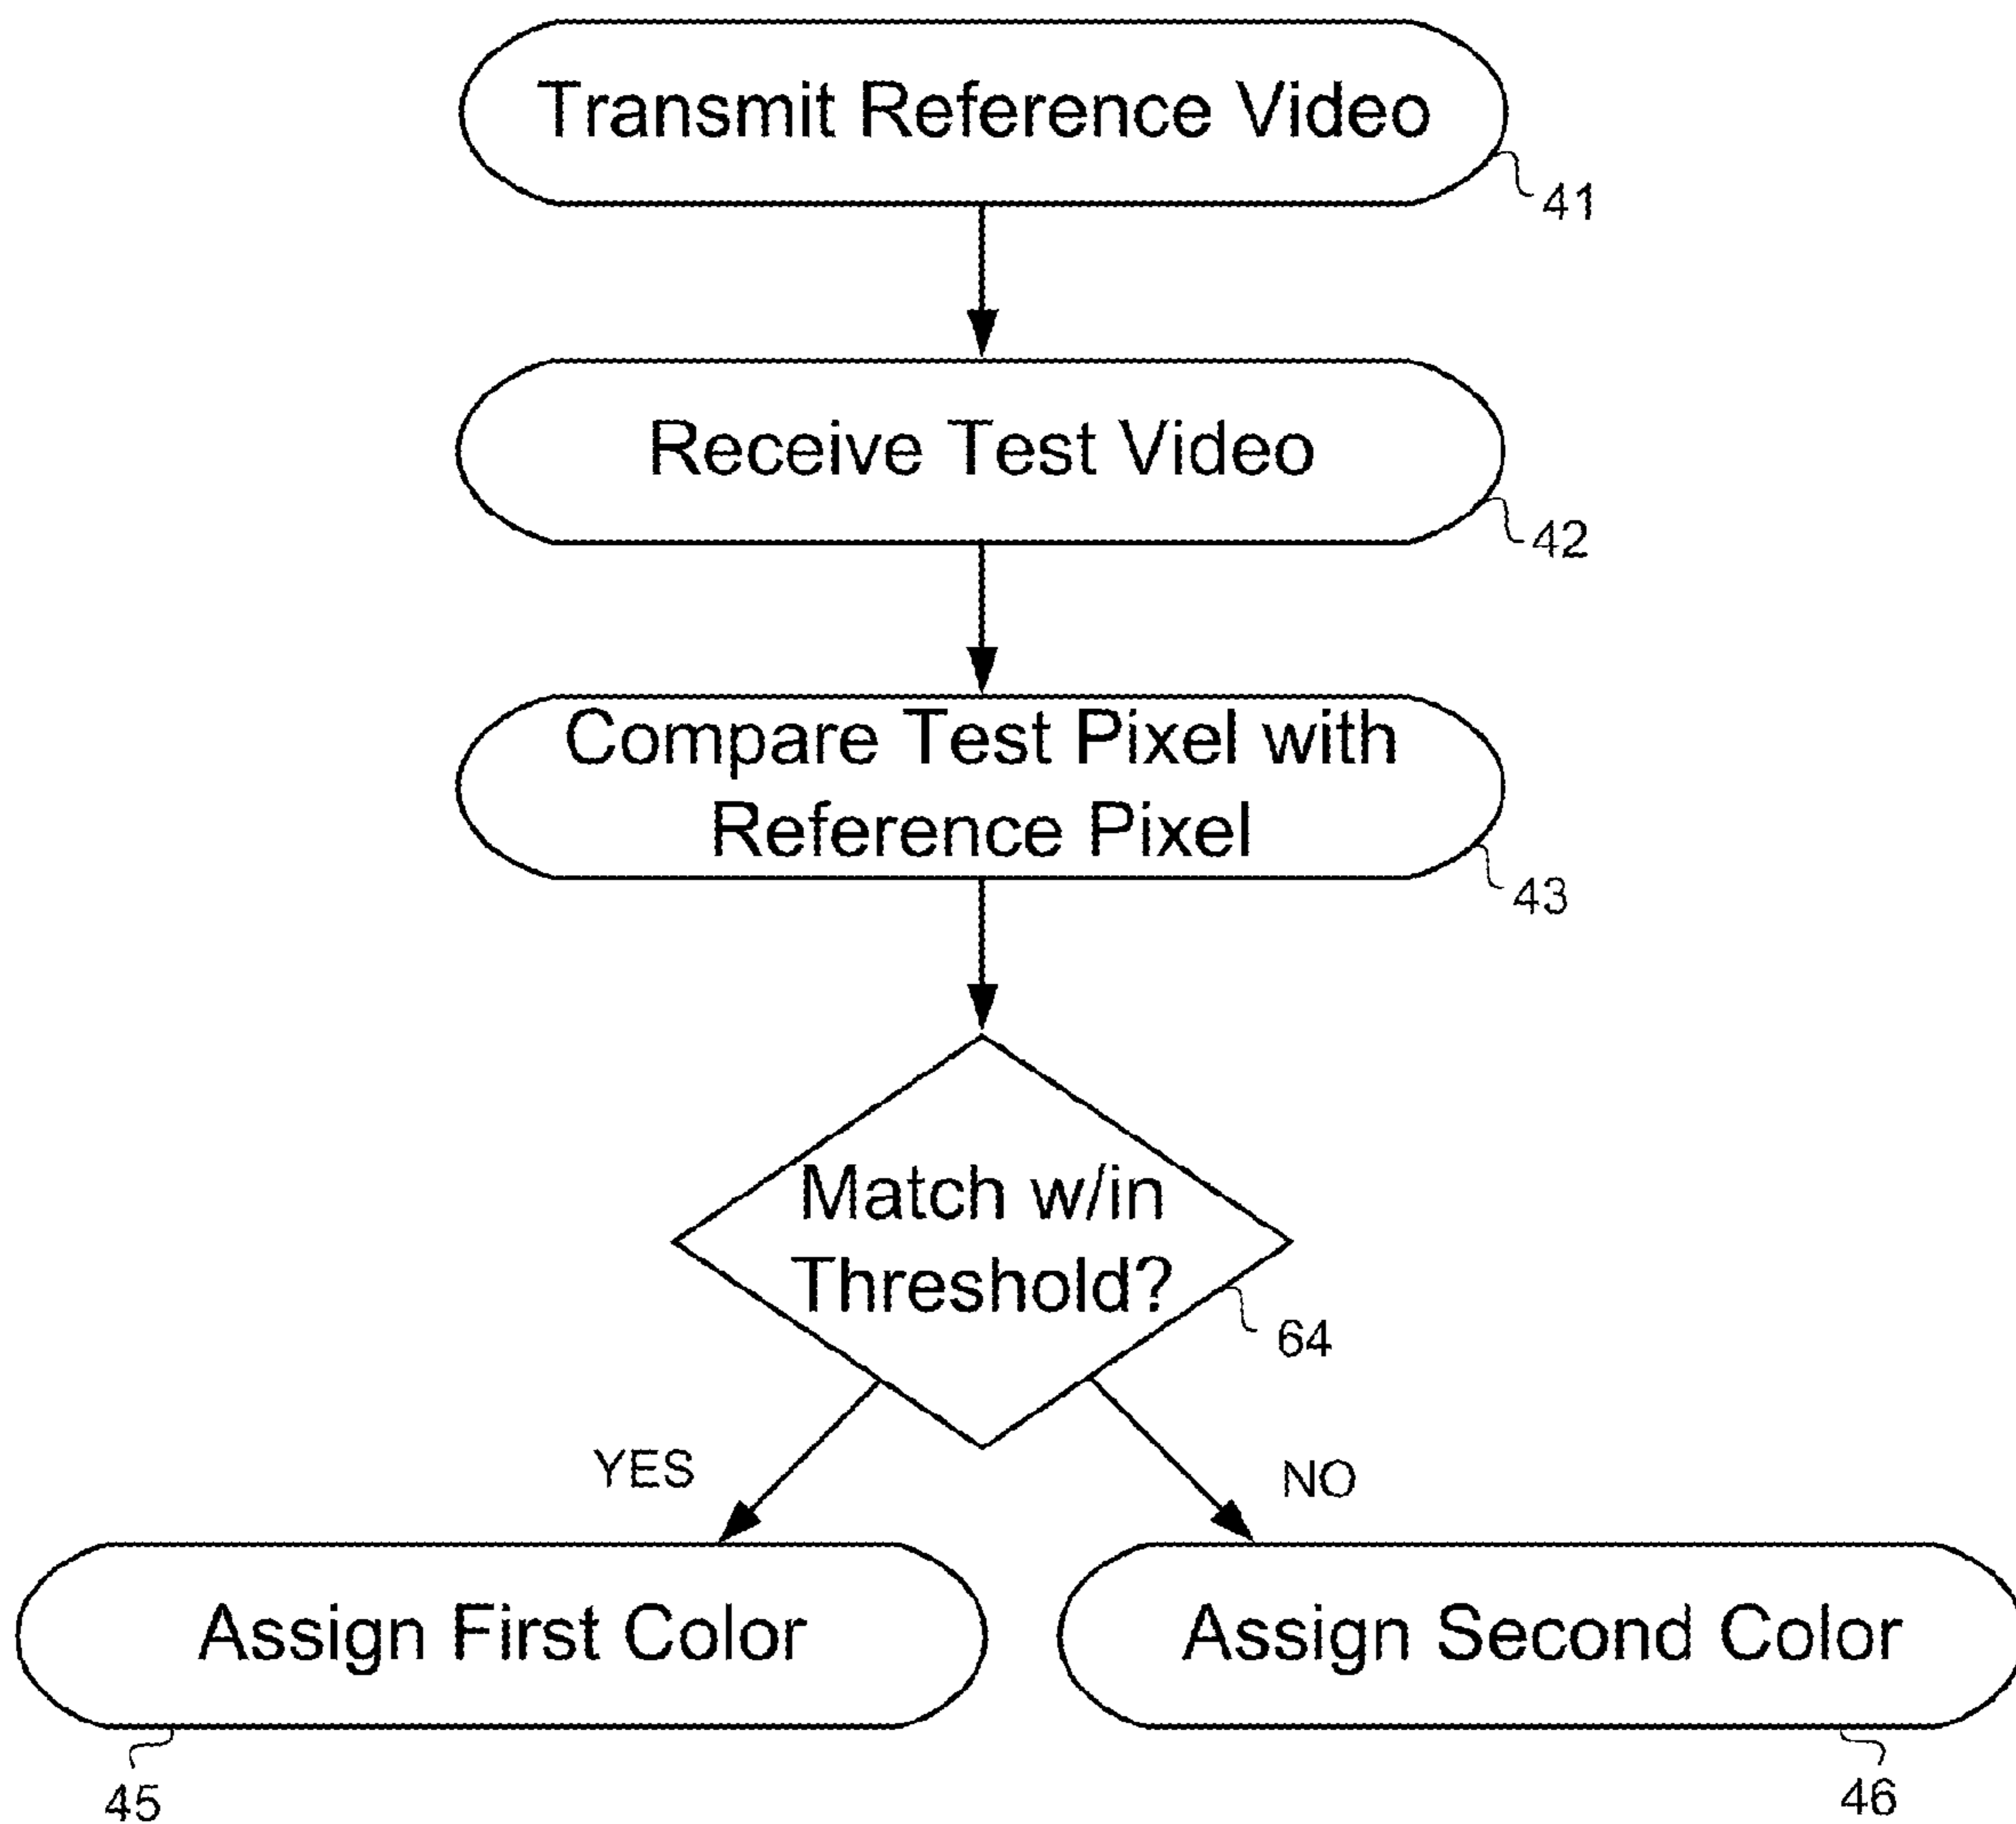 Transmit Reference Video
41
Receive Test Video
42
Compare Test Pixel with
Reference Pixel
43
Match w/in
Threshold?
64
YES
NO
Assign First Color
Assign Second Color
45
46